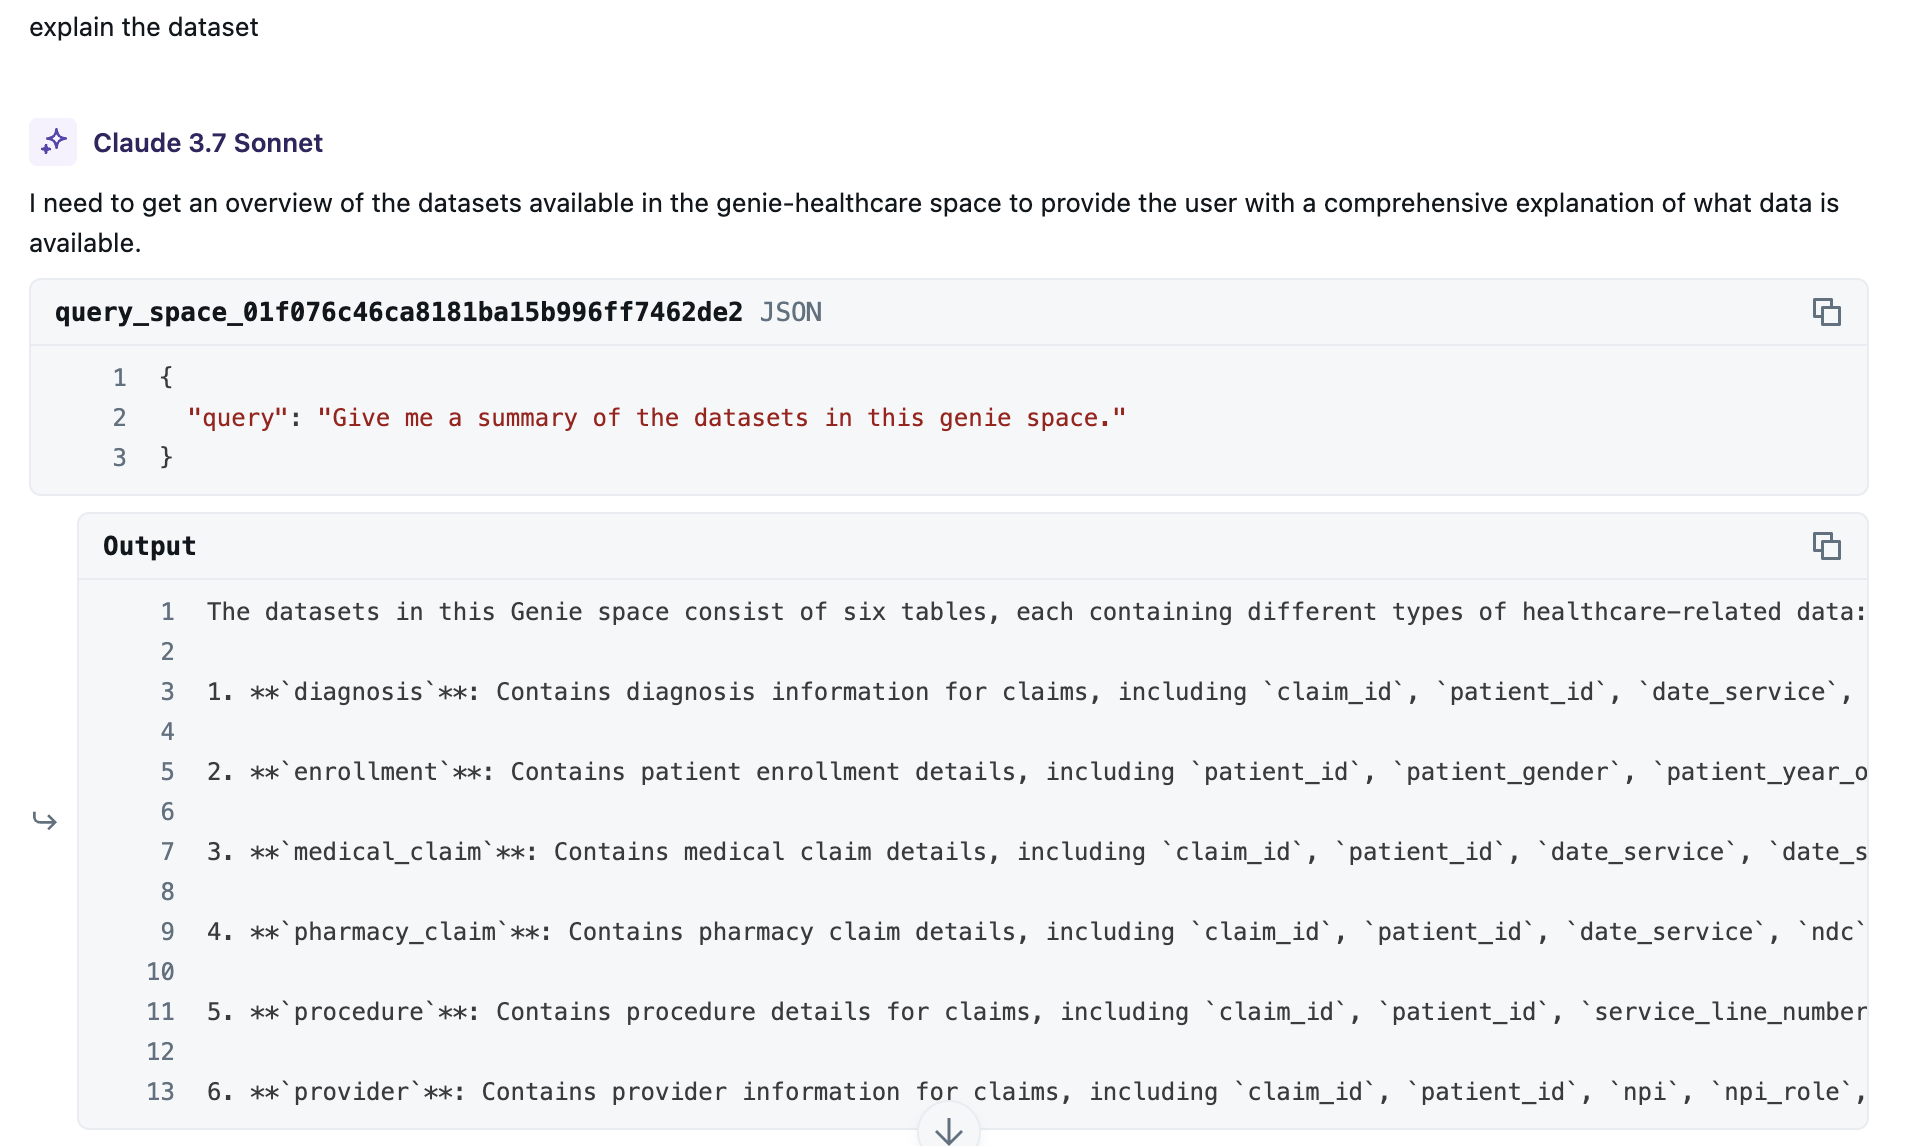 explain the dataset
Claude 3.7 Sonnet
I need to get an overview of the datasets available in the genie-healthcare space to provide the user with a comprehensive explanation of what data is
available.
query_space_01f076c46ca8181ba15b996ff7462de2 JSON
1 {
2   "query": "Give me a summary of the datasets in this genie space."
3 }
Output
1 The datasets in this Genie space consist of six tables, each containing different types of healthcare-related data:
2
3 1. **`diagnosis`**: Contains diagnosis information for claims, including `claim_id`, `patient_id`, `date_service`,
4
5 2. **`enrollment`**: Contains patient enrollment details, including `patient_id`, `patient_gender`, `patient_year_o
6
7 3. **`medical_claim`**: Contains medical claim details, including `claim_id`, `patient_id`, `date_service`, `date_s
8
9 4. **`pharmacy_claim`**: Contains pharmacy claim details, including `claim_id`, `patient_id`, `date_service`, `ndc`
10
11 5. **`procedure`**: Contains procedure details for claims, including `claim_id`, `patient_id`, `service_line_number
12
13 6. **`provider`**: Contains provider information for claims, including `claim_id`, `patient_id`, `npi`, `npi_role`,